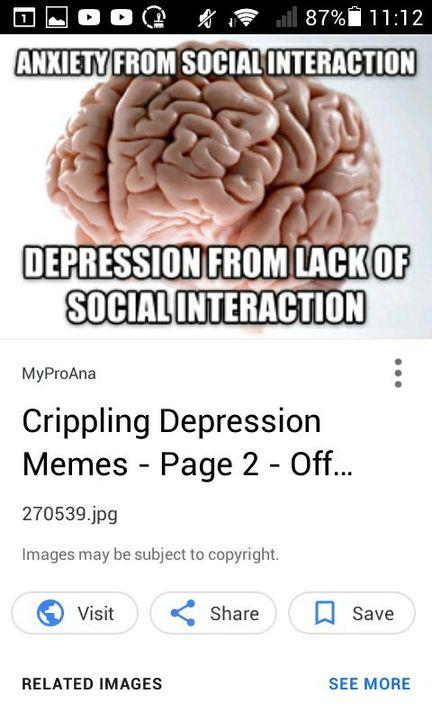 1 87% 11:12
ANXIETY FROM SOCIAL INTERACTION
DEPRESSION FROM LACK OF
SOCIAL INTERACTION
MyProAna
Crippling Depression
Memes - Page 2 - Off...
270539.jpg
Images may be subject to copyright.
Visit Share Save
RELATED IMAGES SEE MORE